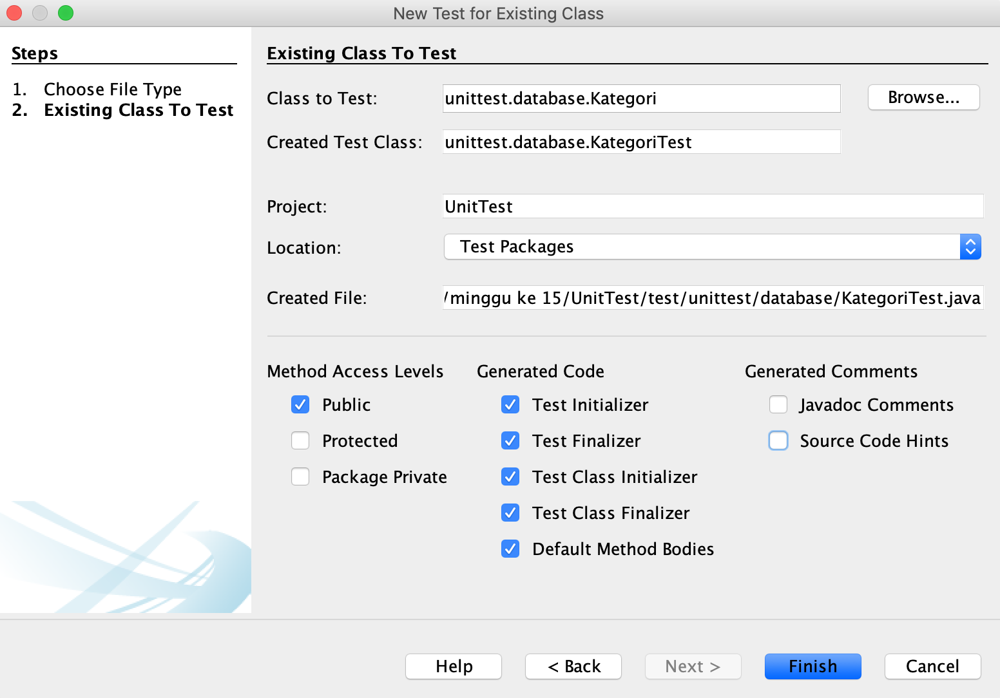 New Test for Existing Class
Steps
1. Choose File Type
2. Existing Class To Test
Existing Class To Test
Class to Test: unittest.database.Kategori Browse...
Created Test Class: unittest.database.KategoriTest
Project: UnitTest
Location: Test Packages
Created File: /minggu ke 15/UnitTest/test/unittest/database/KategoriTest.java
Method Access Levels
Public
Protected
Package Private
Generated Code
Test Initializer
Test Finalizer
Test Class Initializer
Test Class Finalizer
Default Method Bodies
Generated Comments
Javadoc Comments
Source Code Hints
Help < Back Next > Finish Cancel